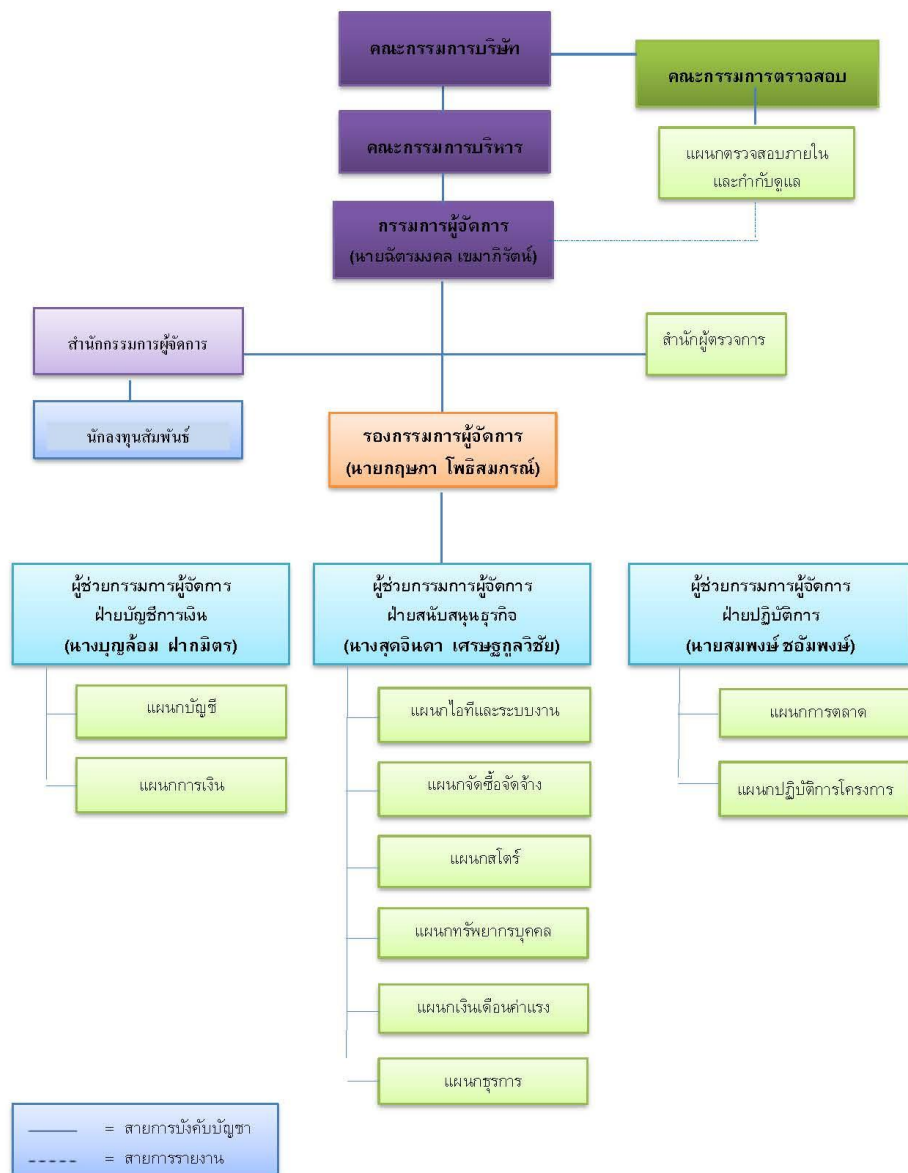 คณะกรรมการบริษัท
คณะกรรมการตรวจสอบ
คณะกรรมการบริหาร
แผนกตรวจสอบภายใน
และกำกับดูแล
กรรมการผู้จัดการ
(นายฉัตรมงคล เขมาภิรัตน์)
สำนักกรรมการผู้จัดการ
สำนักผู้ตรวจการ
นักลงทุนสัมพันธ์
รองกรรมการผู้จัดการ
(นายกฤษภา โพธิสมภรณ์)
ผู้ช่วยกรรมการผู้จัดการ
ฝ่ายบัญชีการเงิน
(นางบุญล้อม ฝากมิตร)
ผู้ช่วยกรรมการผู้จัดการ
ฝ่ายสนับสนุนธุรกิจ
(นางสุดจินดา เศรษฐกูลวิชัย)
ผู้ช่วยกรรมการผู้จัดการ
ฝ่ายปฏิบัติการ
(นายสมพงษ์ ชอัมพงษ์)
แผนกบัญชี
แผนกการเงิน
แผนกไอทีและระบบงาน
แผนกจัดซื้อจัดจ้าง
แผนกสโตร์
แผนกทรัพยากรบุคคล
แผนกเงินเดือนค่าแรง
แผนกธุรการ
แผนกการตลาด
แผนกปฏิบัติการโครงการ
= สายการบังคับบัญชา
= สายการรายงาน